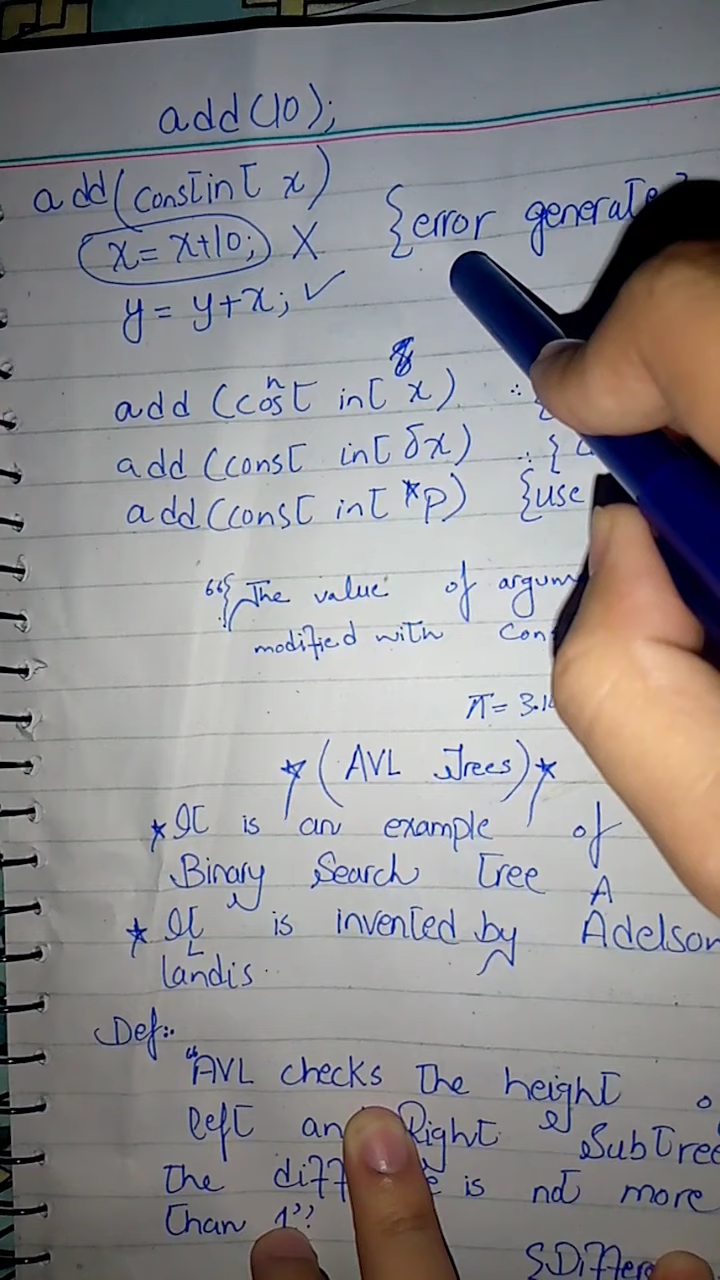 add(10);
add(const int x)
x = x+10; X {error generate
y = y+x; ✓
add (cosnt int x) ∴ {
add (const int &x) ∴ {
add (const int *p) {use
"{ The value of argum
modified with Con
π = 3.1
* (AVL Trees) *
* It is an example of
Binary Search Tree A
* It is invented by Adelson
L
landis.
Def:
"AVL checks the height o
left an Right & SubTree
the diff e is not more
than 1"